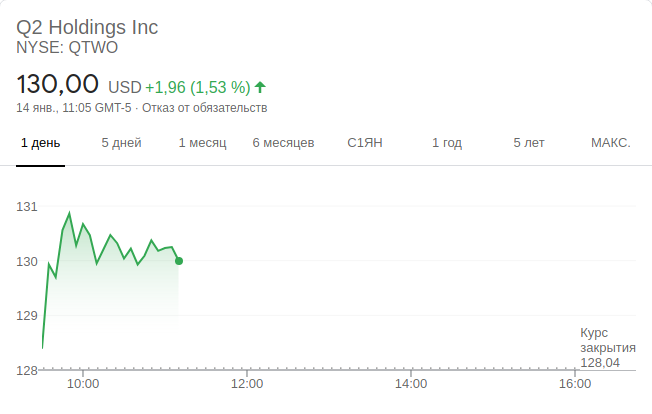 Q2 Holdings Inc
NYSE: QTWO
130,00 USD +1,96 (1,53 %)
14 янв., 11:05 GMT-5 · Отказ от обязательств
1 день 5 дней 1 месяц 6 месяцев С1ЯН 1 год 5 лет МАКС.
131
130
129
128
Курс
закрытия
128,04
10:00 12:00 14:00 16:00